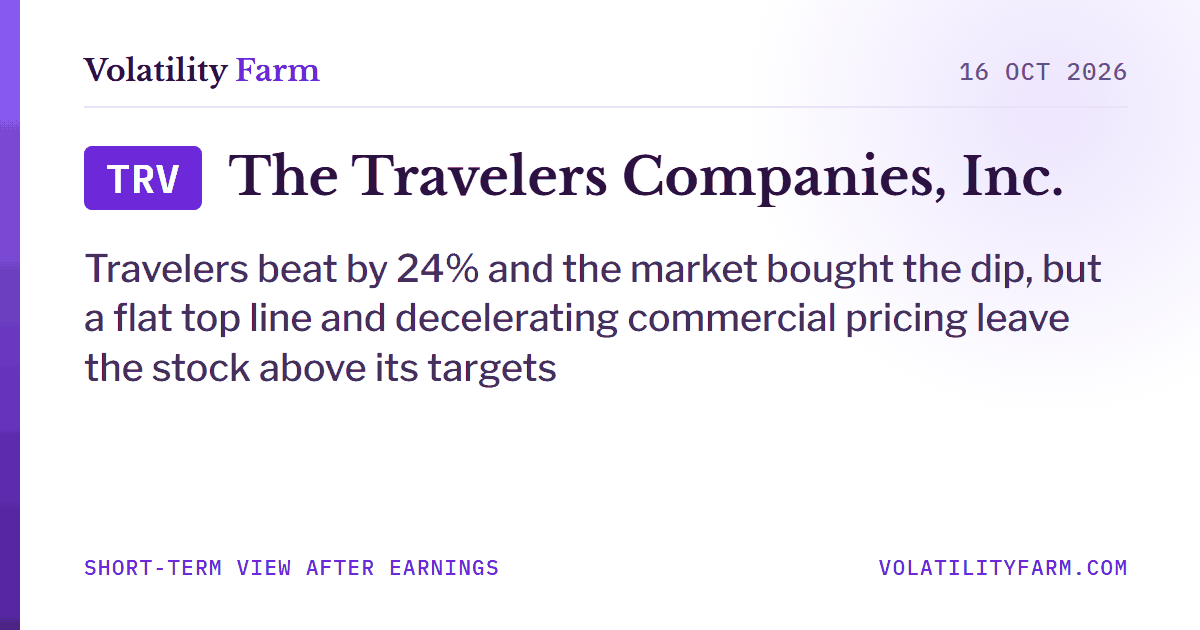 Volatility Farm
16 OCT 2026
TRV The Travelers Companies, Inc.
Travelers beat by 24% and the market bought the dip, but
a flat top line and decelerating commercial pricing leave
the stock above its targets
SHORT-TERM VIEW AFTER EARNINGS
VOLATILITYFARM.COM